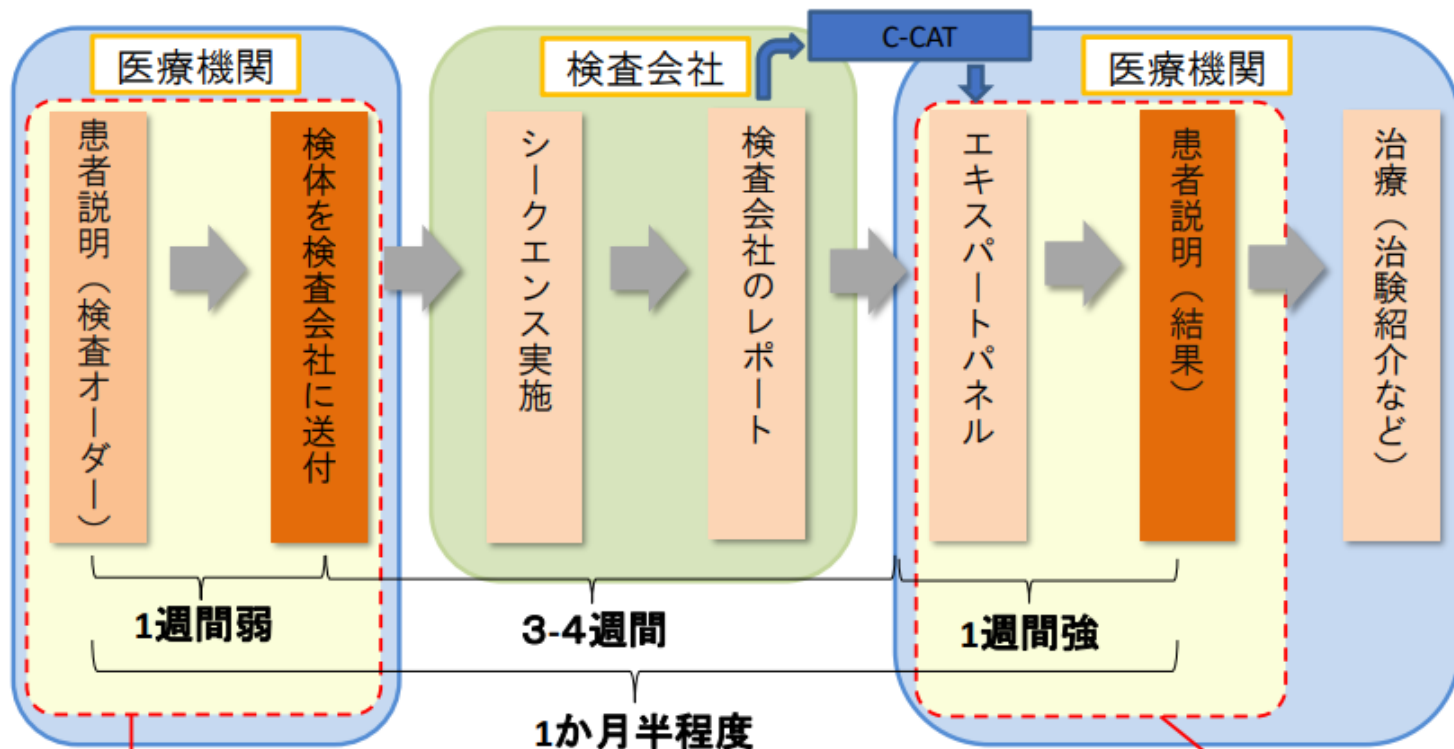 医療機関
検査会社
C-CAT
医療機関
患者説明（検査オーダー）
検体を検査会社に送付
シークエンス実施
検査会社のレポート
エキスパートパネル
患者説明（結果）
治療（治験紹介など）
1週間弱
3-4週間
1週間強
1か月半程度